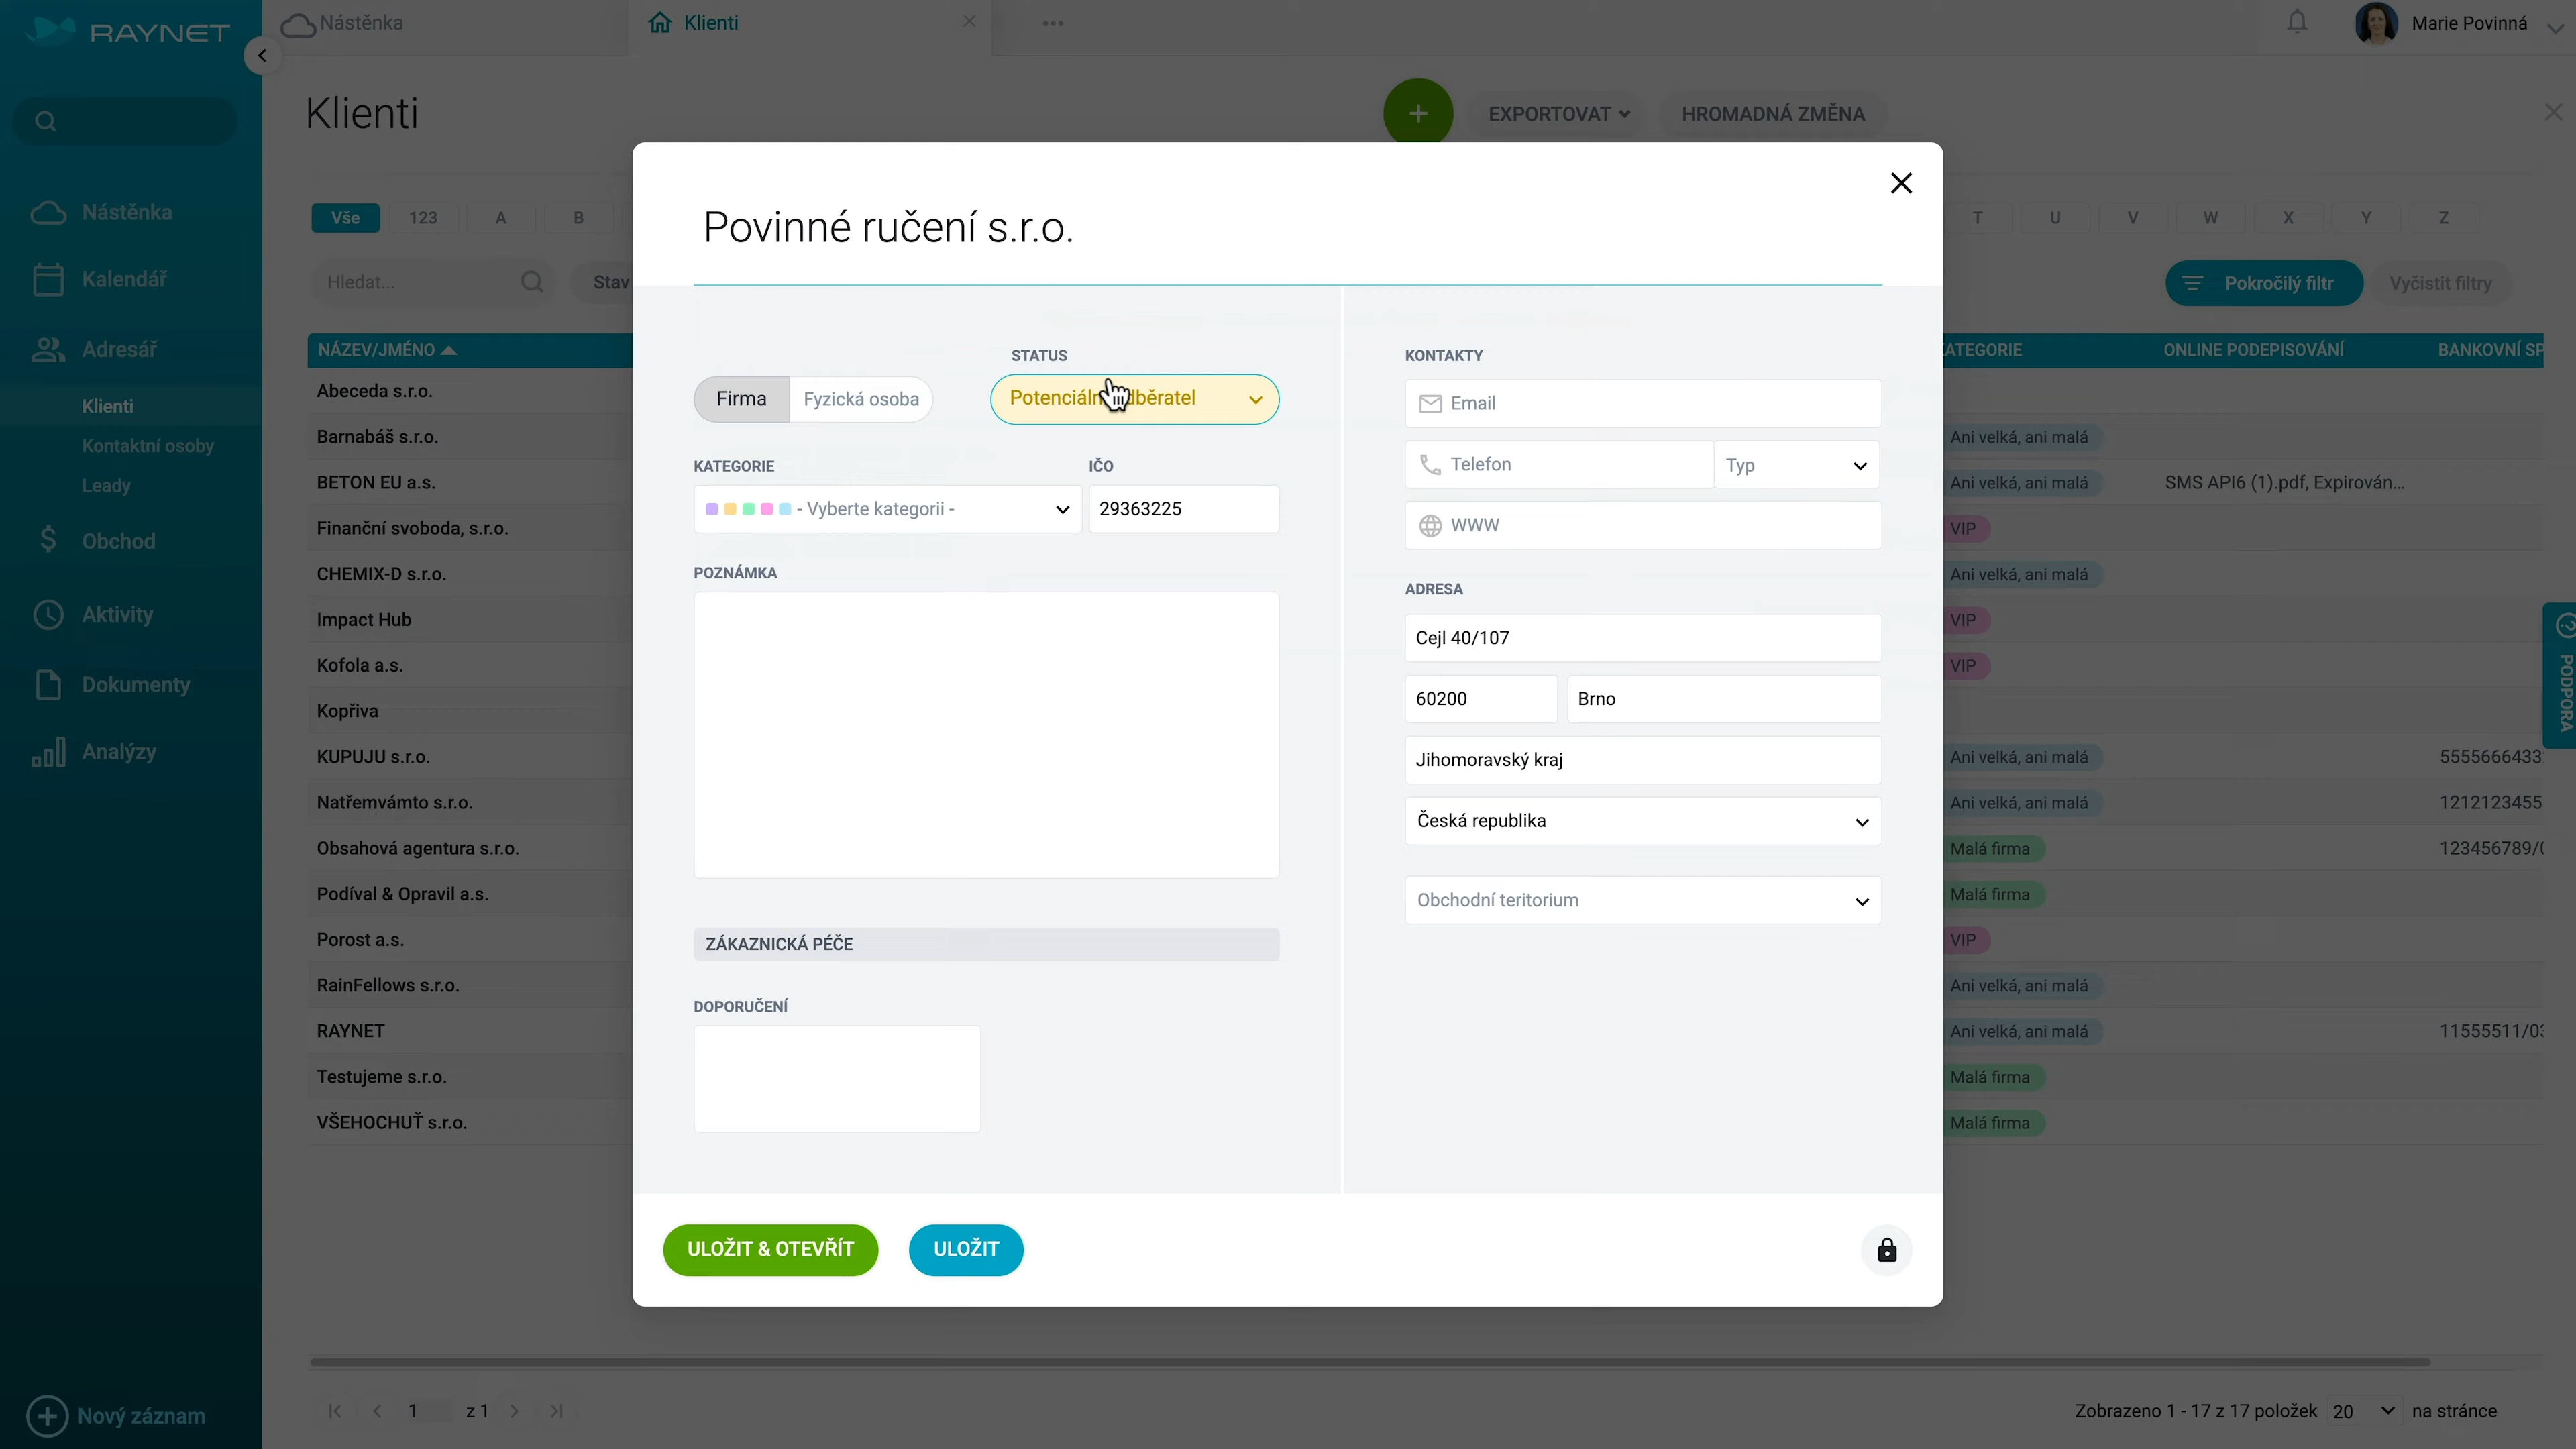 RAYNET
Nástěnka
Klienti
Marie Povinná
Klienti
+ EXPORTOVAT HROMADNÁ ZMĚNA
Vše 123 A B T U V W X Y Z
Hledat... Stav Pokročilý filtr Vyčistit filtry
Nástěnka
Kalendář
Adresář
Klienti
Kontaktní osoby
Leady
Obchod
Aktivity
Dokumenty
Analýzy
Nový záznam
NÁZEV/JMÉNO
Abeceda s.r.o.
Barnabáš s.r.o.
BETON EU a.s.
Finanční svoboda, s.r.o.
CHEMIX-D s.r.o.
Impact Hub
Kofola a.s.
Kopřiva
KUPUJU s.r.o.
Natřemvámto s.r.o.
Obsahová agentura s.r.o.
Podíval & Opravil a.s.
Porost a.s.
RainFellows s.r.o.
RAYNET
Testujeme s.r.o.
VŠEHOCHUŤ s.r.o.
Povinné ručení s.r.o.
Firma Fyzická osoba
STATUS
KATEGORIE
- Vyberte kategorii -
IČO
29363225
POZNÁMKA
ZÁKAZNICKÁ PÉČE
DOPORUČENÍ
KONTAKTY
Email
Telefon Typ
WWW
ADRESA
Cejl 40/107
60200 Brno
Jihomoravský kraj
Česká republika
Obchodní teritorium
ULOŽIT & OTEVŘÍT ULOŽIT
ATEGORIE ONLINE PODEPISOVÁNÍ BANKOVNÍ SP
Ani velká, ani malá
Ani velká, ani malá SMS API6 (1).pdf, Expirován...
VIP
Ani velká, ani malá
VIP
VIP
Ani velká, ani malá 555566643
Ani velká, ani malá 1212123455
Malá firma 123456789/
Malá firma
VIP
Ani velká, ani malá
Ani velká, ani malá 11555511/0
Malá firma
Malá firma
PODPORA
1 z 1
Zobrazeno 1 - 17 z 17 položek 20 na stránce